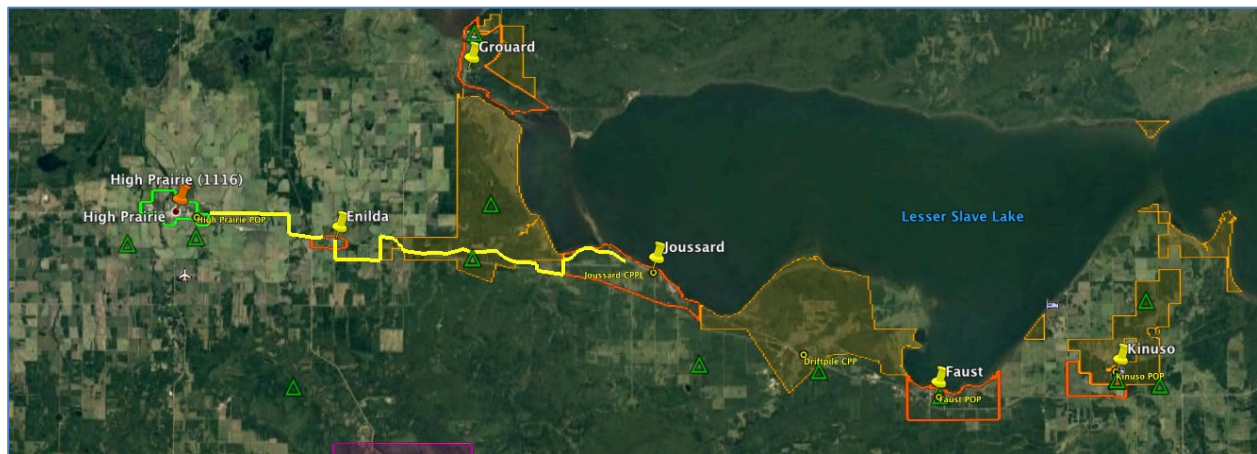 Grouard
High Prairie (1116)
High Prairie
High Prairie POP
Enilda
Lesser Slave Lake
Joussard
Joussard CPPL
Driftpile CPP
Faust
Faust POP
Kinuso
Kinuso POP